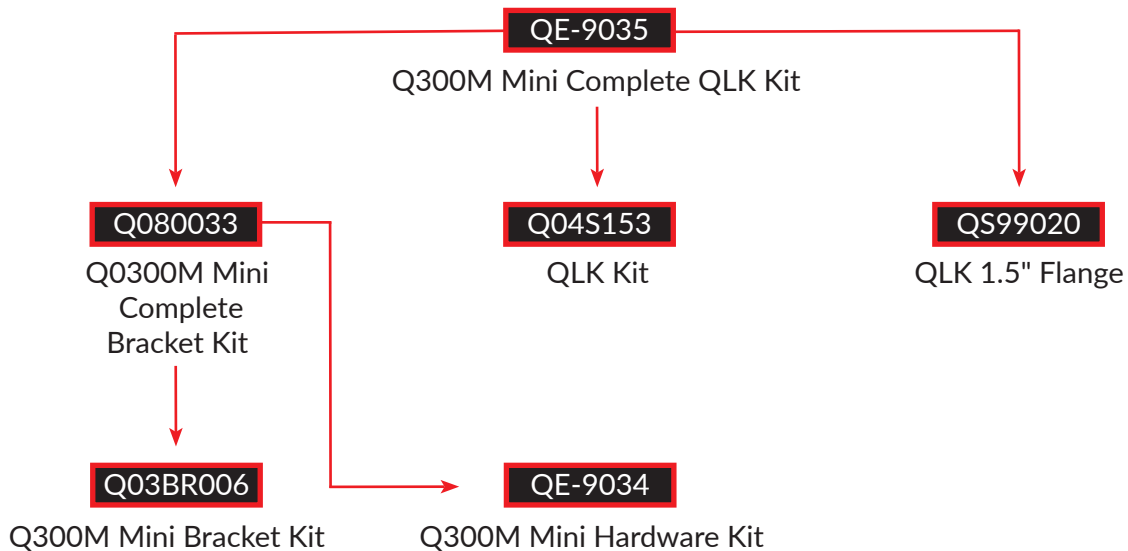 QE-9035
Q300M Mini Complete QLK Kit
Q080033
Q0300M Mini
Complete
Bracket Kit
Q04S153
QLK Kit
QS99020
QLK 1.5" Flange
Q03BR006
Q300M Mini Bracket Kit
QE-9034
Q300M Mini Hardware Kit